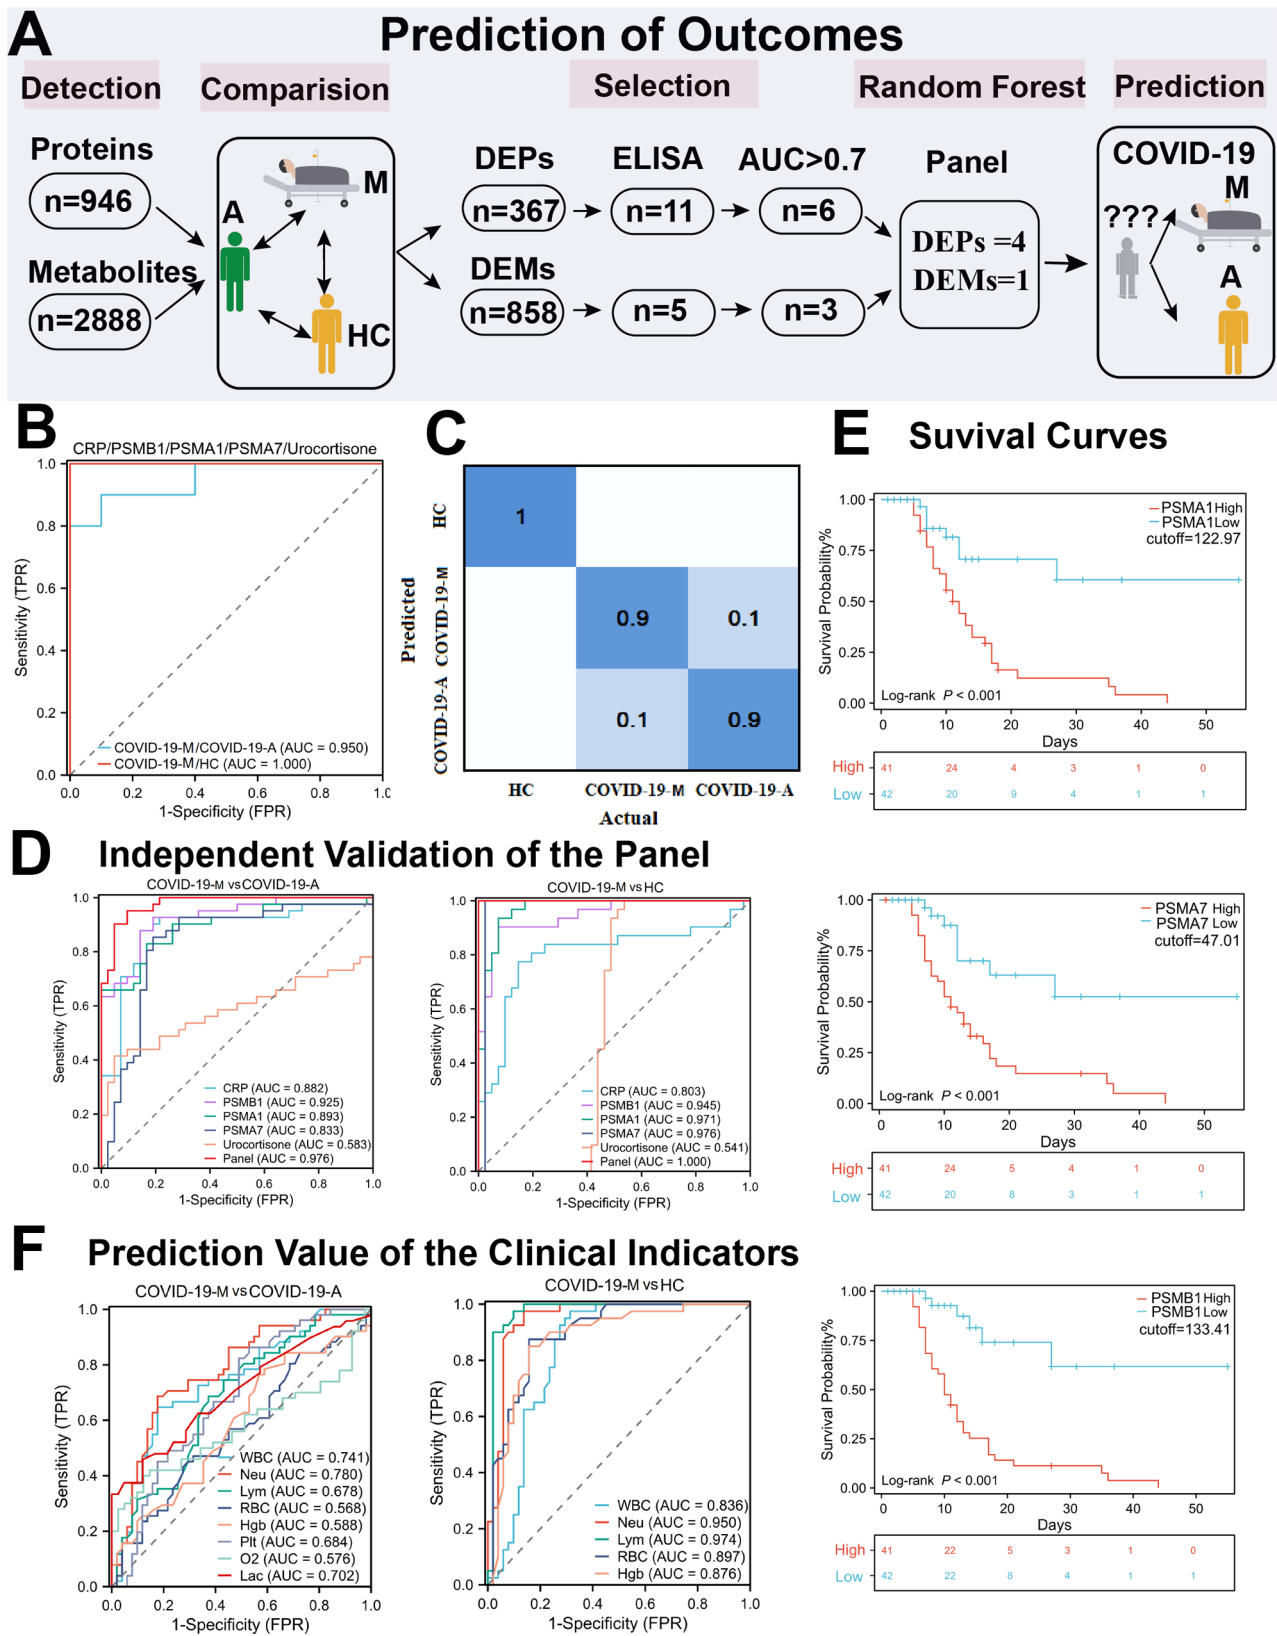 A
Prediction of Outcomes
Detection
Comparision
Selection
Random Forest
Prediction
Proteins
n=946
Metabolites
n=2888
A
M
HC
DEPs
ELISA
AUC>0.7
n=367
n=11
n=6
DEMs
n=858
n=5
n=3
Panel
DEPs =4
DEMs=1
COVID-19
M
???
A
B
CRP/PSMB1/PSMA1/PSMA7/Urocortisone
Sensitivity (TPR)
1.0
0.8
0.6
0.4
0.2
0.0
COVID-19-M/COVID-19-A (AUC = 0.950)
COVID-19-M/HC (AUC = 1.000)
0.0 0.2 0.4 0.6 0.8 1.0
1-Specificity (FPR)
C
Predicted
HC
COVID-19-M
COVID-19-A
1
0.9 0.1
0.1 0.9
HC COVID-19-M COVID-19-A
Actual
D
Independent Validation of the Panel
COVID-19-M vs COVID-19-A
Sensitivity (TPR)
1.0
0.8
0.6
0.4
0.2
0.0
CRP (AUC = 0.882)
PSMB1 (AUC = 0.925)
PSMA1 (AUC = 0.893)
PSMA7 (AUC = 0.833)
Urocortisone (AUC = 0.583)
Panel (AUC = 0.976)
0.0 0.2 0.4 0.6 0.8 1.0
1-Specificity (FPR)
COVID-19-M vs HC
Sensitivity (TPR)
1.0
0.8
0.6
0.4
0.2
0.0
CRP (AUC = 0.803)
PSMB1 (AUC = 0.945)
PSMA1 (AUC = 0.971)
PSMA7 (AUC = 0.976)
Urocortisone (AUC = 0.541)
Panel (AUC = 1.000)
0.0 0.2 0.4 0.6 0.8 1.0
1-Specificity (FPR)
E
Suvival Curves
Survival Probability%
1.00
0.75
0.50
0.25
0.00
PSMA1 High
PSMA1 Low
cutoff=122.97
Log-rank P < 0.001
0 10 20 30 40 50
Days
High 41 24 4 3 1 0
Low 42 20 9 4 1 1
Survival Probability%
1.00
0.75
0.50
0.25
0.00
PSMA7 High
PSMA7 Low
cutoff=47.01
Log-rank P < 0.001
0 10 20 30 40 50
Days
High 41 24 5 4 1 0
Low 42 20 8 3 1 1
Survival Probability%
1.00
0.75
0.50
0.25
0.00
PSMB1 High
PSMB1 Low
cutoff=133.41
Log-rank P < 0.001
0 10 20 30 40 50
Days
High 41 22 5 3 1 0
Low 42 22 8 4 1 1
F
Prediction Value of the Clinical Indicators
COVID-19-M vs COVID-19-A
Sensitivity (TPR)
1.0
0.8
0.6
0.4
0.2
0.0
WBC (AUC = 0.741)
Neu (AUC = 0.780)
Lym (AUC = 0.678)
RBC (AUC = 0.568)
Hgb (AUC = 0.588)
Plt (AUC = 0.684)
O2 (AUC = 0.576)
Lac (AUC = 0.702)
0.0 0.2 0.4 0.6 0.8 1.0
1-Specificity (FPR)
COVID-19-M vs HC
Sensitivity (TPR)
1.0
0.8
0.6
0.4
0.2
0.0
WBC (AUC = 0.836)
Neu (AUC = 0.950)
Lym (AUC = 0.974)
RBC (AUC = 0.897)
Hgb (AUC = 0.876)
0.0 0.2 0.4 0.6 0.8 1.0
1-Specificity (FPR)